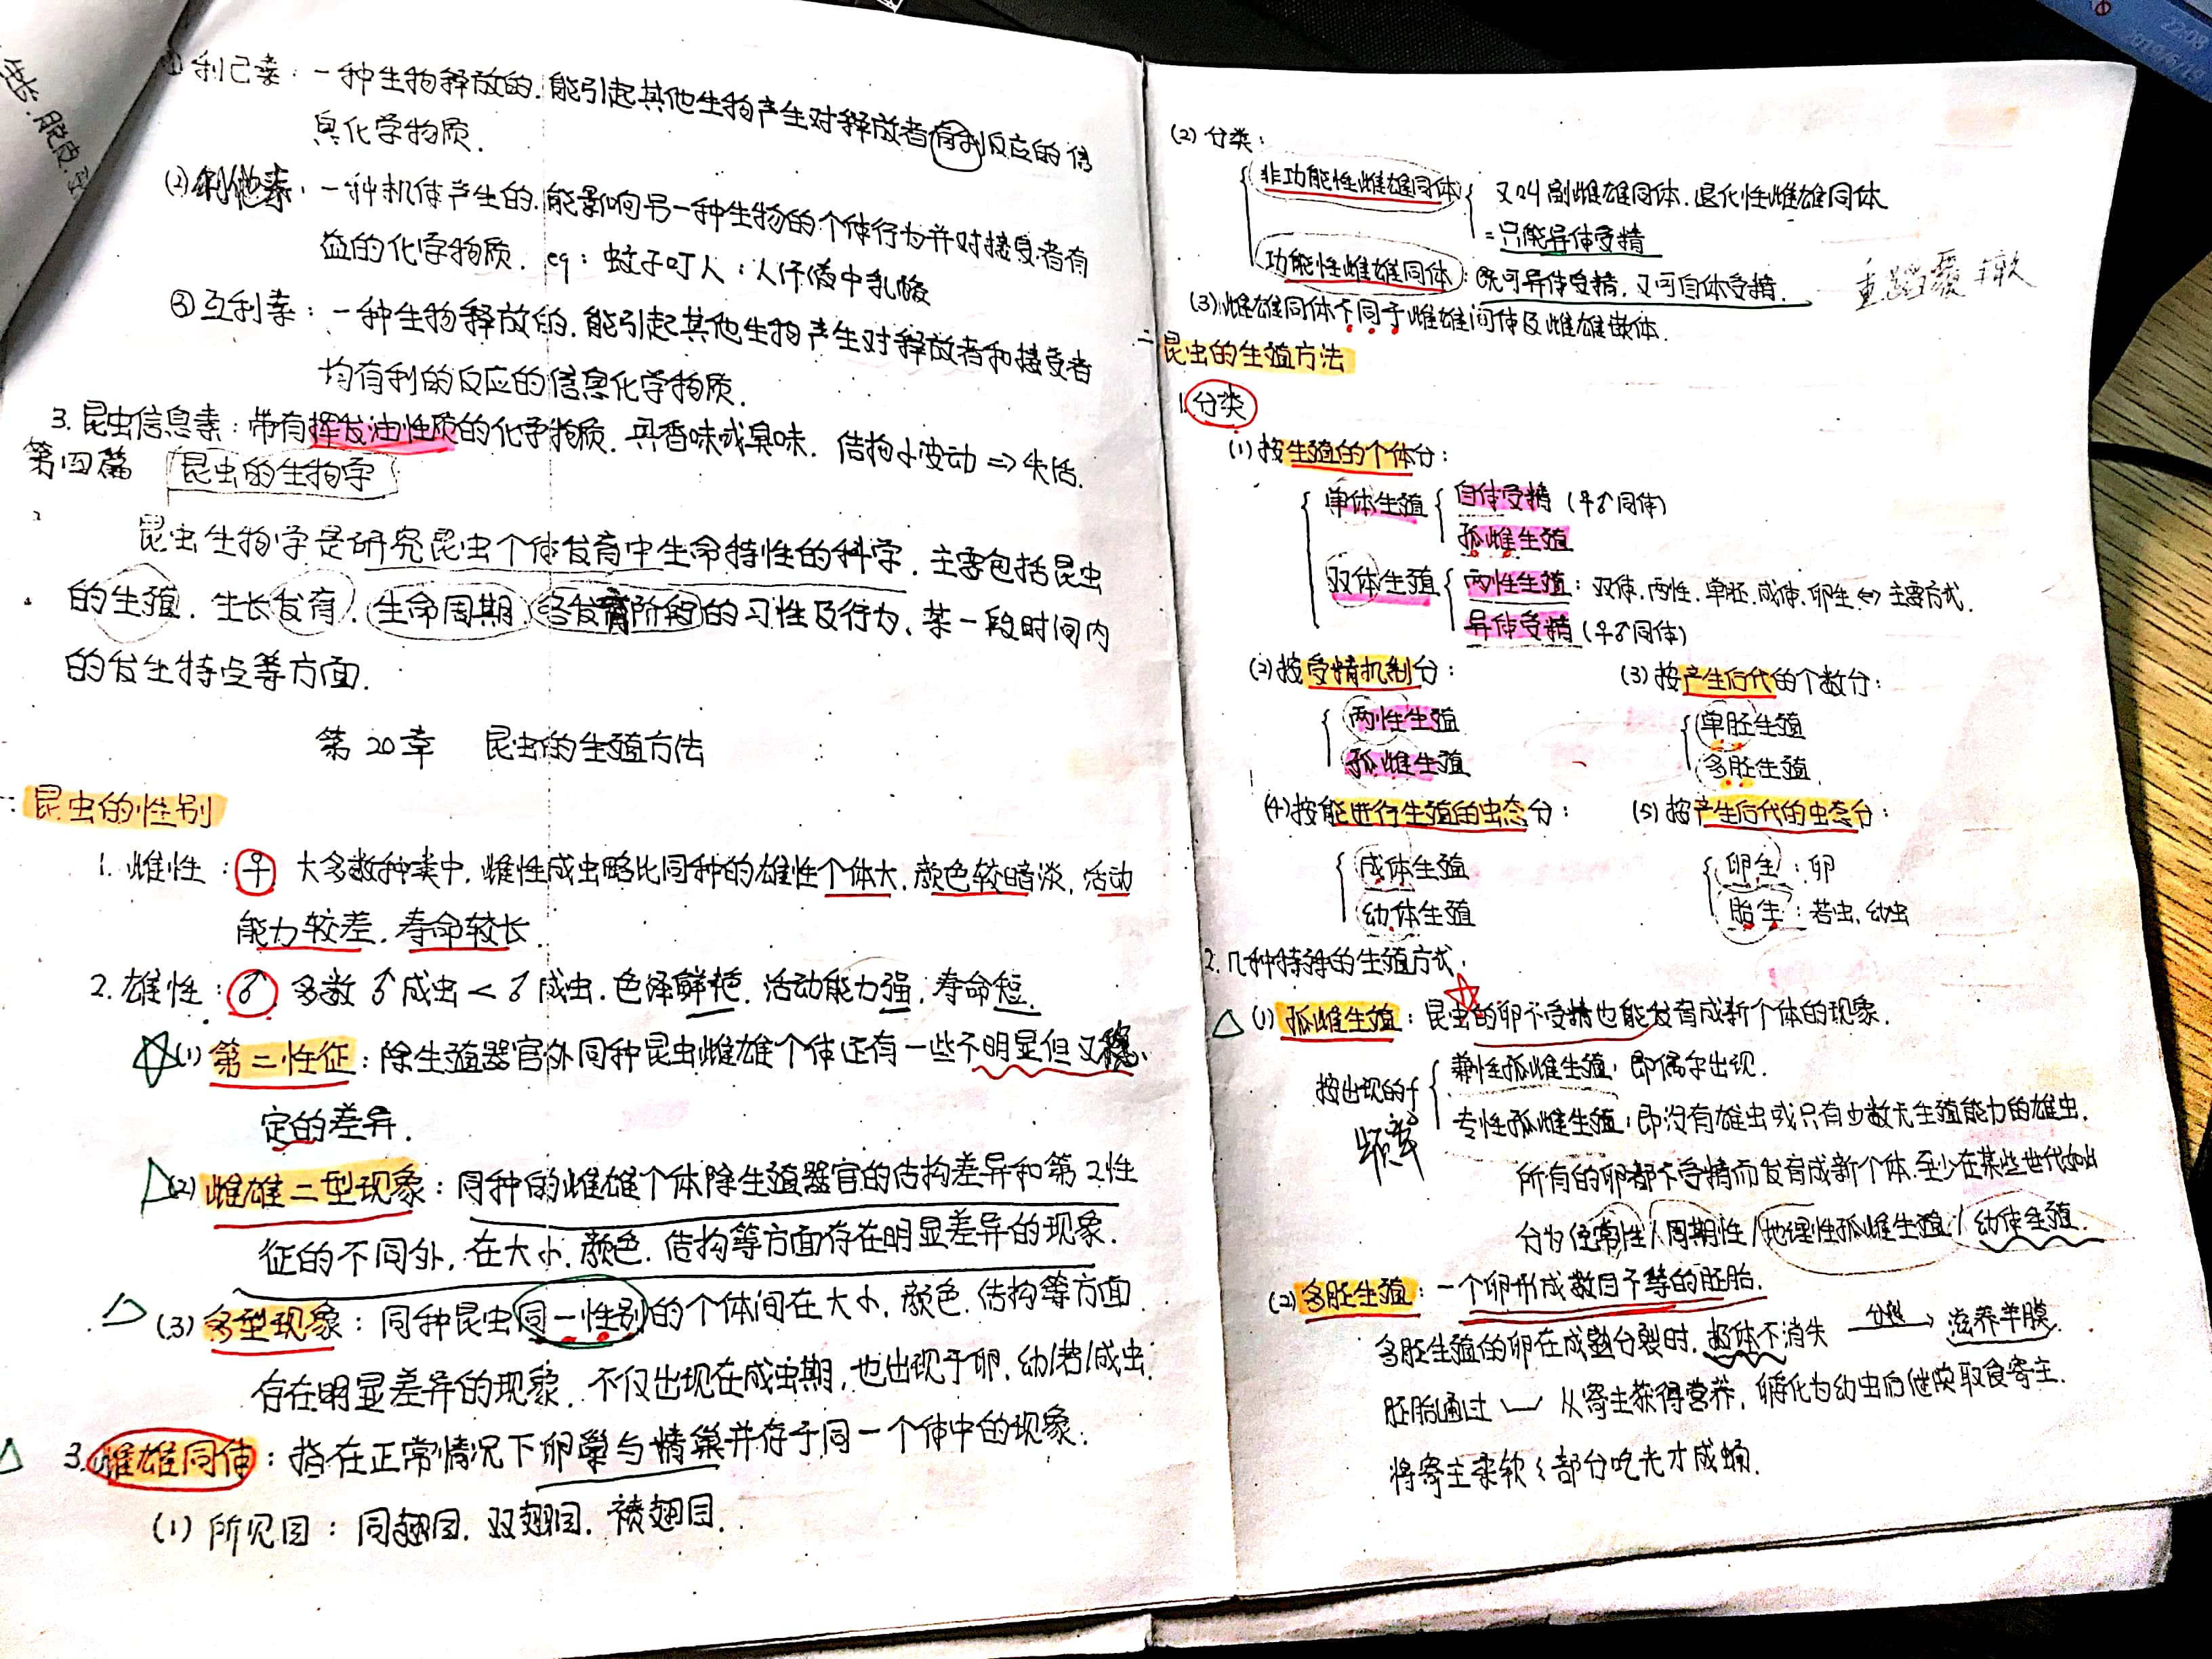 ① 利己素：一种生物释放的，能引起其他生物产生对释放者有利反应的信
息化学物质.
(2) 利他素：一种机体产生的，能影响另一种生物的个体行为并对接受者有
益的化学物质. eg：蚊子叮人：人汗液中乳酸
③ 互利素：一种生物释放的，能引起其他生物产生对释放者和接受者
均有利的反应的信息化学物质.
3. 昆虫信息素：带有挥发油性质的化学物质. 具香味或臭味. 结构小变动 => 失活.
第四篇 昆虫的生物学
昆虫生物学是研究昆虫个体发育中生命特性的科学. 主要包括昆虫
的生殖. 生长发育. 生命周期. 各发育阶段的习性及行为、某一段时间内
的发生特点等方面.
第20章 昆虫的生殖方法
一. 昆虫的性别
1. 雌性：♀ 大多数种类中, 雌性成虫略比同种的雄性个体大. 颜色较暗淡, 活动
能力较差. 寿命较长.
2. 雄性：♂ 多数♂成虫 < ♂成虫. 色泽鲜艳. 活动能力强, 寿命短.
(1) 第二性征：除生殖器官外同种昆虫雌雄个体还有一些不明显但又稳
定的差异.
(2) 雌雄二型现象：同种的雌雄个体除生殖器官的结构差异和第2性
征的不同外, 在大小. 颜色. 结构等方面存在明显差异的现象.
(3) 多型现象：同种昆虫同一性别的个体间在大小. 颜色. 结构等方面
存在明显差异的现象. 不仅出现在成虫期, 也出现于卵. 幼/若/成虫.
3. 雌雄同体：指在正常情况下卵巢与精巢并存于同一个体中的现象.
(1) 所见目：同翅目. 双翅目. 襀翅目.
(2) 分类：
非功能性雌雄同体 又叫副雌雄同体. 退化性雌雄同体
= 只能异体受精
功能性雌雄同体：既可异体受精, 又可自体受精.
(3) 雌雄同体不同于雌雄间体及雌雄嵌体.
重蹈覆辙
二 昆虫的生殖方法
1. 分类
(1) 按生殖的个体分：
单体生殖 自体受精 (♀♂同体)
孤雌生殖
双体生殖 两性生殖：双体. 两性. 单胚. 成体. 卵生 <=> 主要方式.
异体受精 (♀♂同体)
(2) 按受精机制分：
两性生殖
孤雌生殖
(3) 按产生后代的个数分：
单胚生殖
多胚生殖.
(4) 按能进行生殖的虫态分：
成体生殖
幼体生殖
(5) 按产生后代的虫态分：
卵生：卵
胎生：若虫. 幼虫
2. 几种特殊的生殖方式：
(1) 孤雌生殖：昆虫的卵不受精也能发育成新个体的现象.
按出现的f 兼性孤雌生殖：即偶尔出现.
频率 专性孤雌生殖：即没有雄虫或只有少数无生殖能力的雄虫.
所有的卵都不受精而发育成新个体. 至少在某些世代如此
分为经常性/周期性/地理性孤雌生殖/幼体生殖.
(2) 多胚生殖：一个卵形成数目不等的胚胎.
多胚生殖的卵在成熟分裂时. 极体不消失 分裂 → 滋养羊膜.
胚胎通过 从寄主获得营养, 孵化为幼虫后继续取食寄主.
将寄主柔软的部分吃光才成蛹.
22:08
2019/6/19